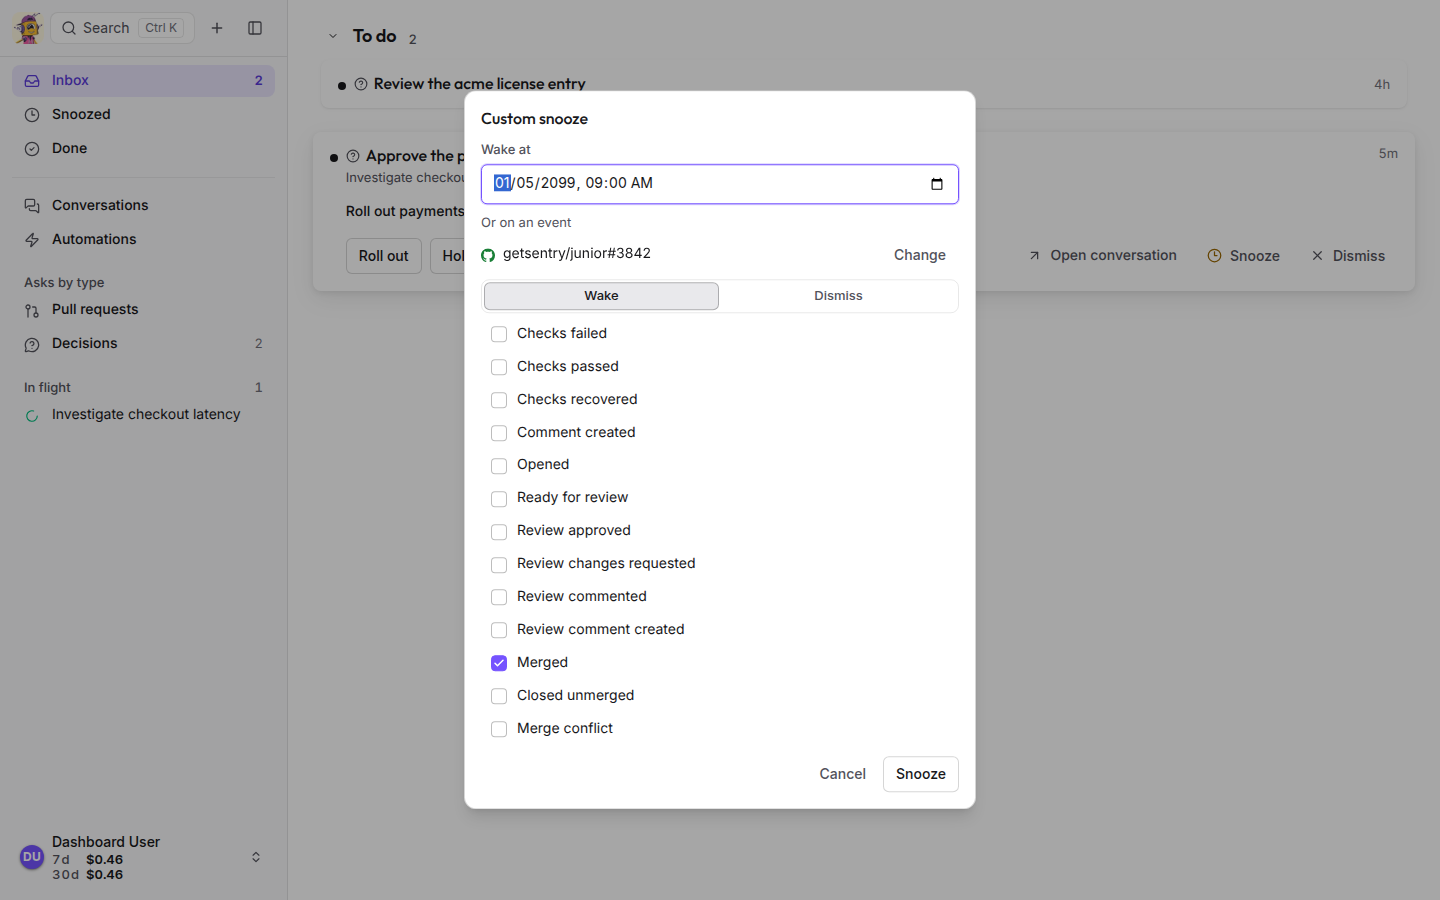 Search
Ctrl K
Inbox
2
Snoozed
Done
Conversations
Automations
Asks by type
Pull requests
Decisions
2
In flight
1
Investigate checkout latency
Dashboard User
DU
7d $0.46
30d $0.46
To do 2
Review the acme license entry
4h
Approve the
5m
Investigate
Roll out payments
Roll out
Open conversation
Snooze
Dismiss
Custom snooze
Wake at
01/05/2099, 09:00 AM
Or on an event
getsentry/junior#3842
Change
Wake
Dismiss
Checks failed
Checks passed
Checks recovered
Comment created
Opened
Ready for review
Review approved
Review changes requested
Review commented
Review comment created
Merged
Closed unmerged
Merge conflict
Cancel
Snooze